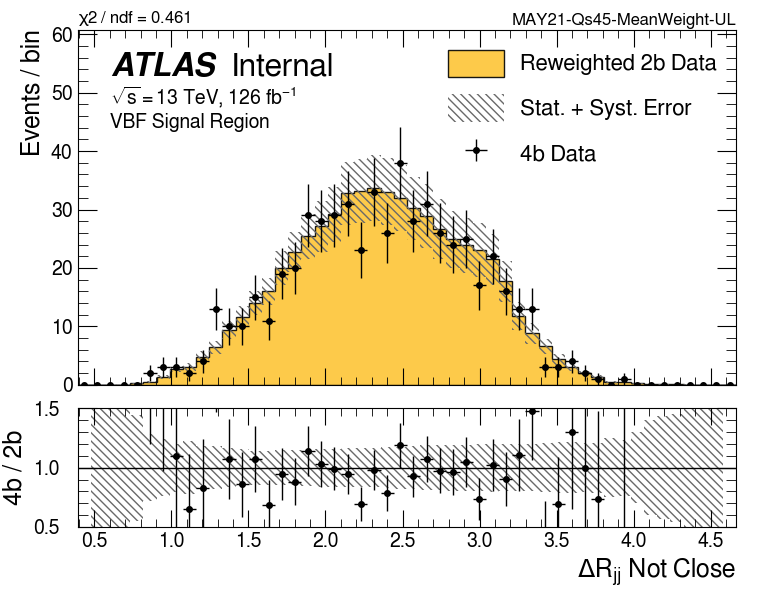 χ² / ndf = 0.461
MAY21-Qs45-MeanWeight-UL
Events / bin
60
50
40
30
20
10
0
ATLAS Internal
√s = 13 TeV, 126 fb⁻¹
VBF Signal Region
Reweighted 2b Data
Stat. + Syst. Error
4b Data
4b / 2b
1.5
1.0
0.5
0.5 1.0 1.5 2.0 2.5 3.0 3.5 4.0 4.5
ΔRjj Not Close